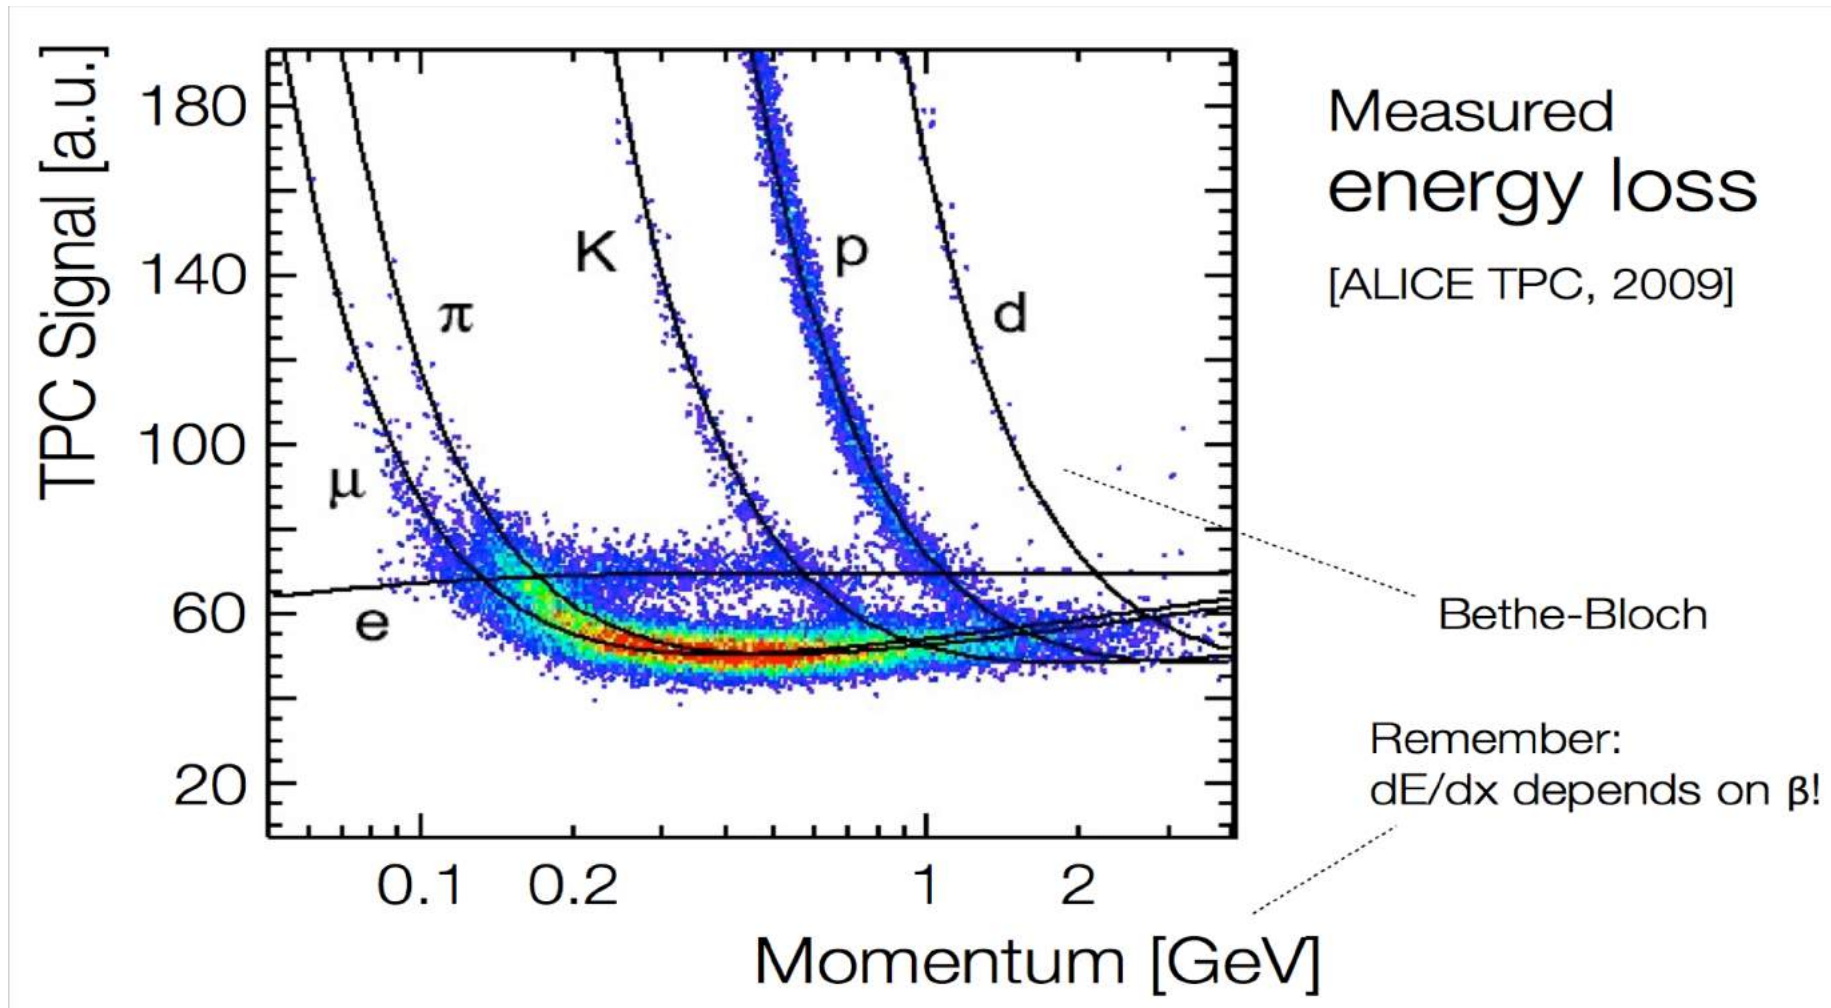 TPC Signal [a.u.]
180
140
100
60
20
μ
π
K
p
d
e
0.1
0.2
1
2
Momentum [GeV]
Measured
energy loss
[ALICE TPC, 2009]
Bethe-Bloch
Remember:
dE/dx depends on β!